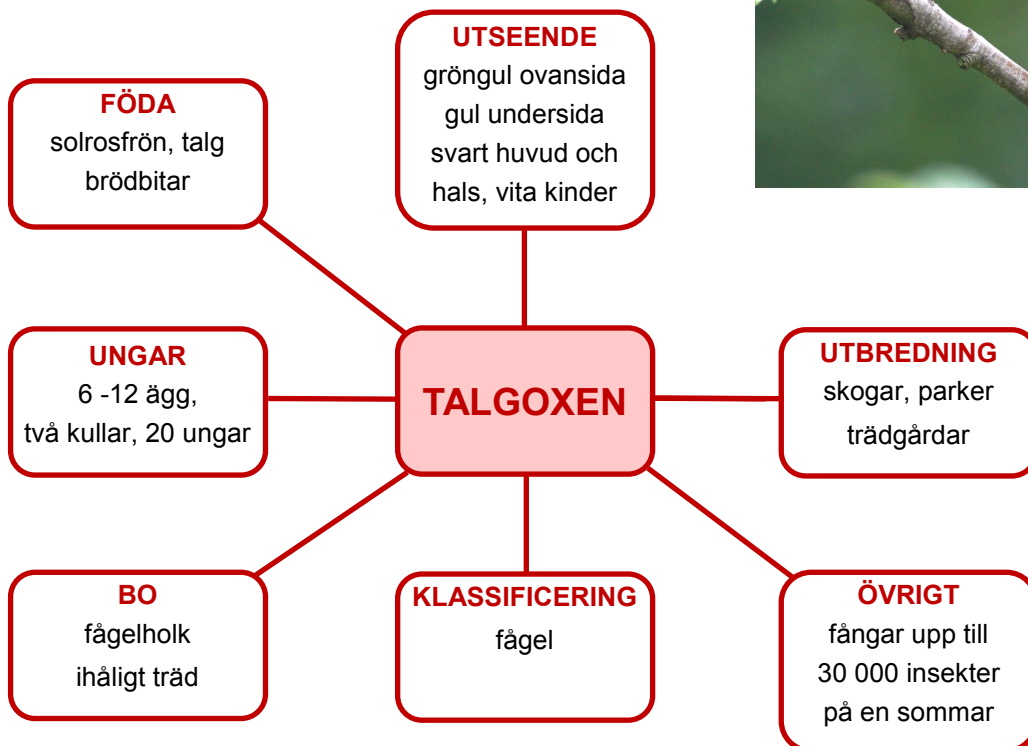 UTSEENDE
gröngul ovansida
gul undersida
svart huvud och
hals, vita kinder
FÖDA
solrosfrön, talg
brödbitar
UNGAR
6 -12 ägg,
två kullar, 20 ungar
TALGOXEN
UTBREDNING
skogar, parker
trädgårdar
BO
fågelholk
ihåligt träd
KLASSIFICERING
fågel
ÖVRIGT
fångar upp till
30 000 insekter
på en sommar